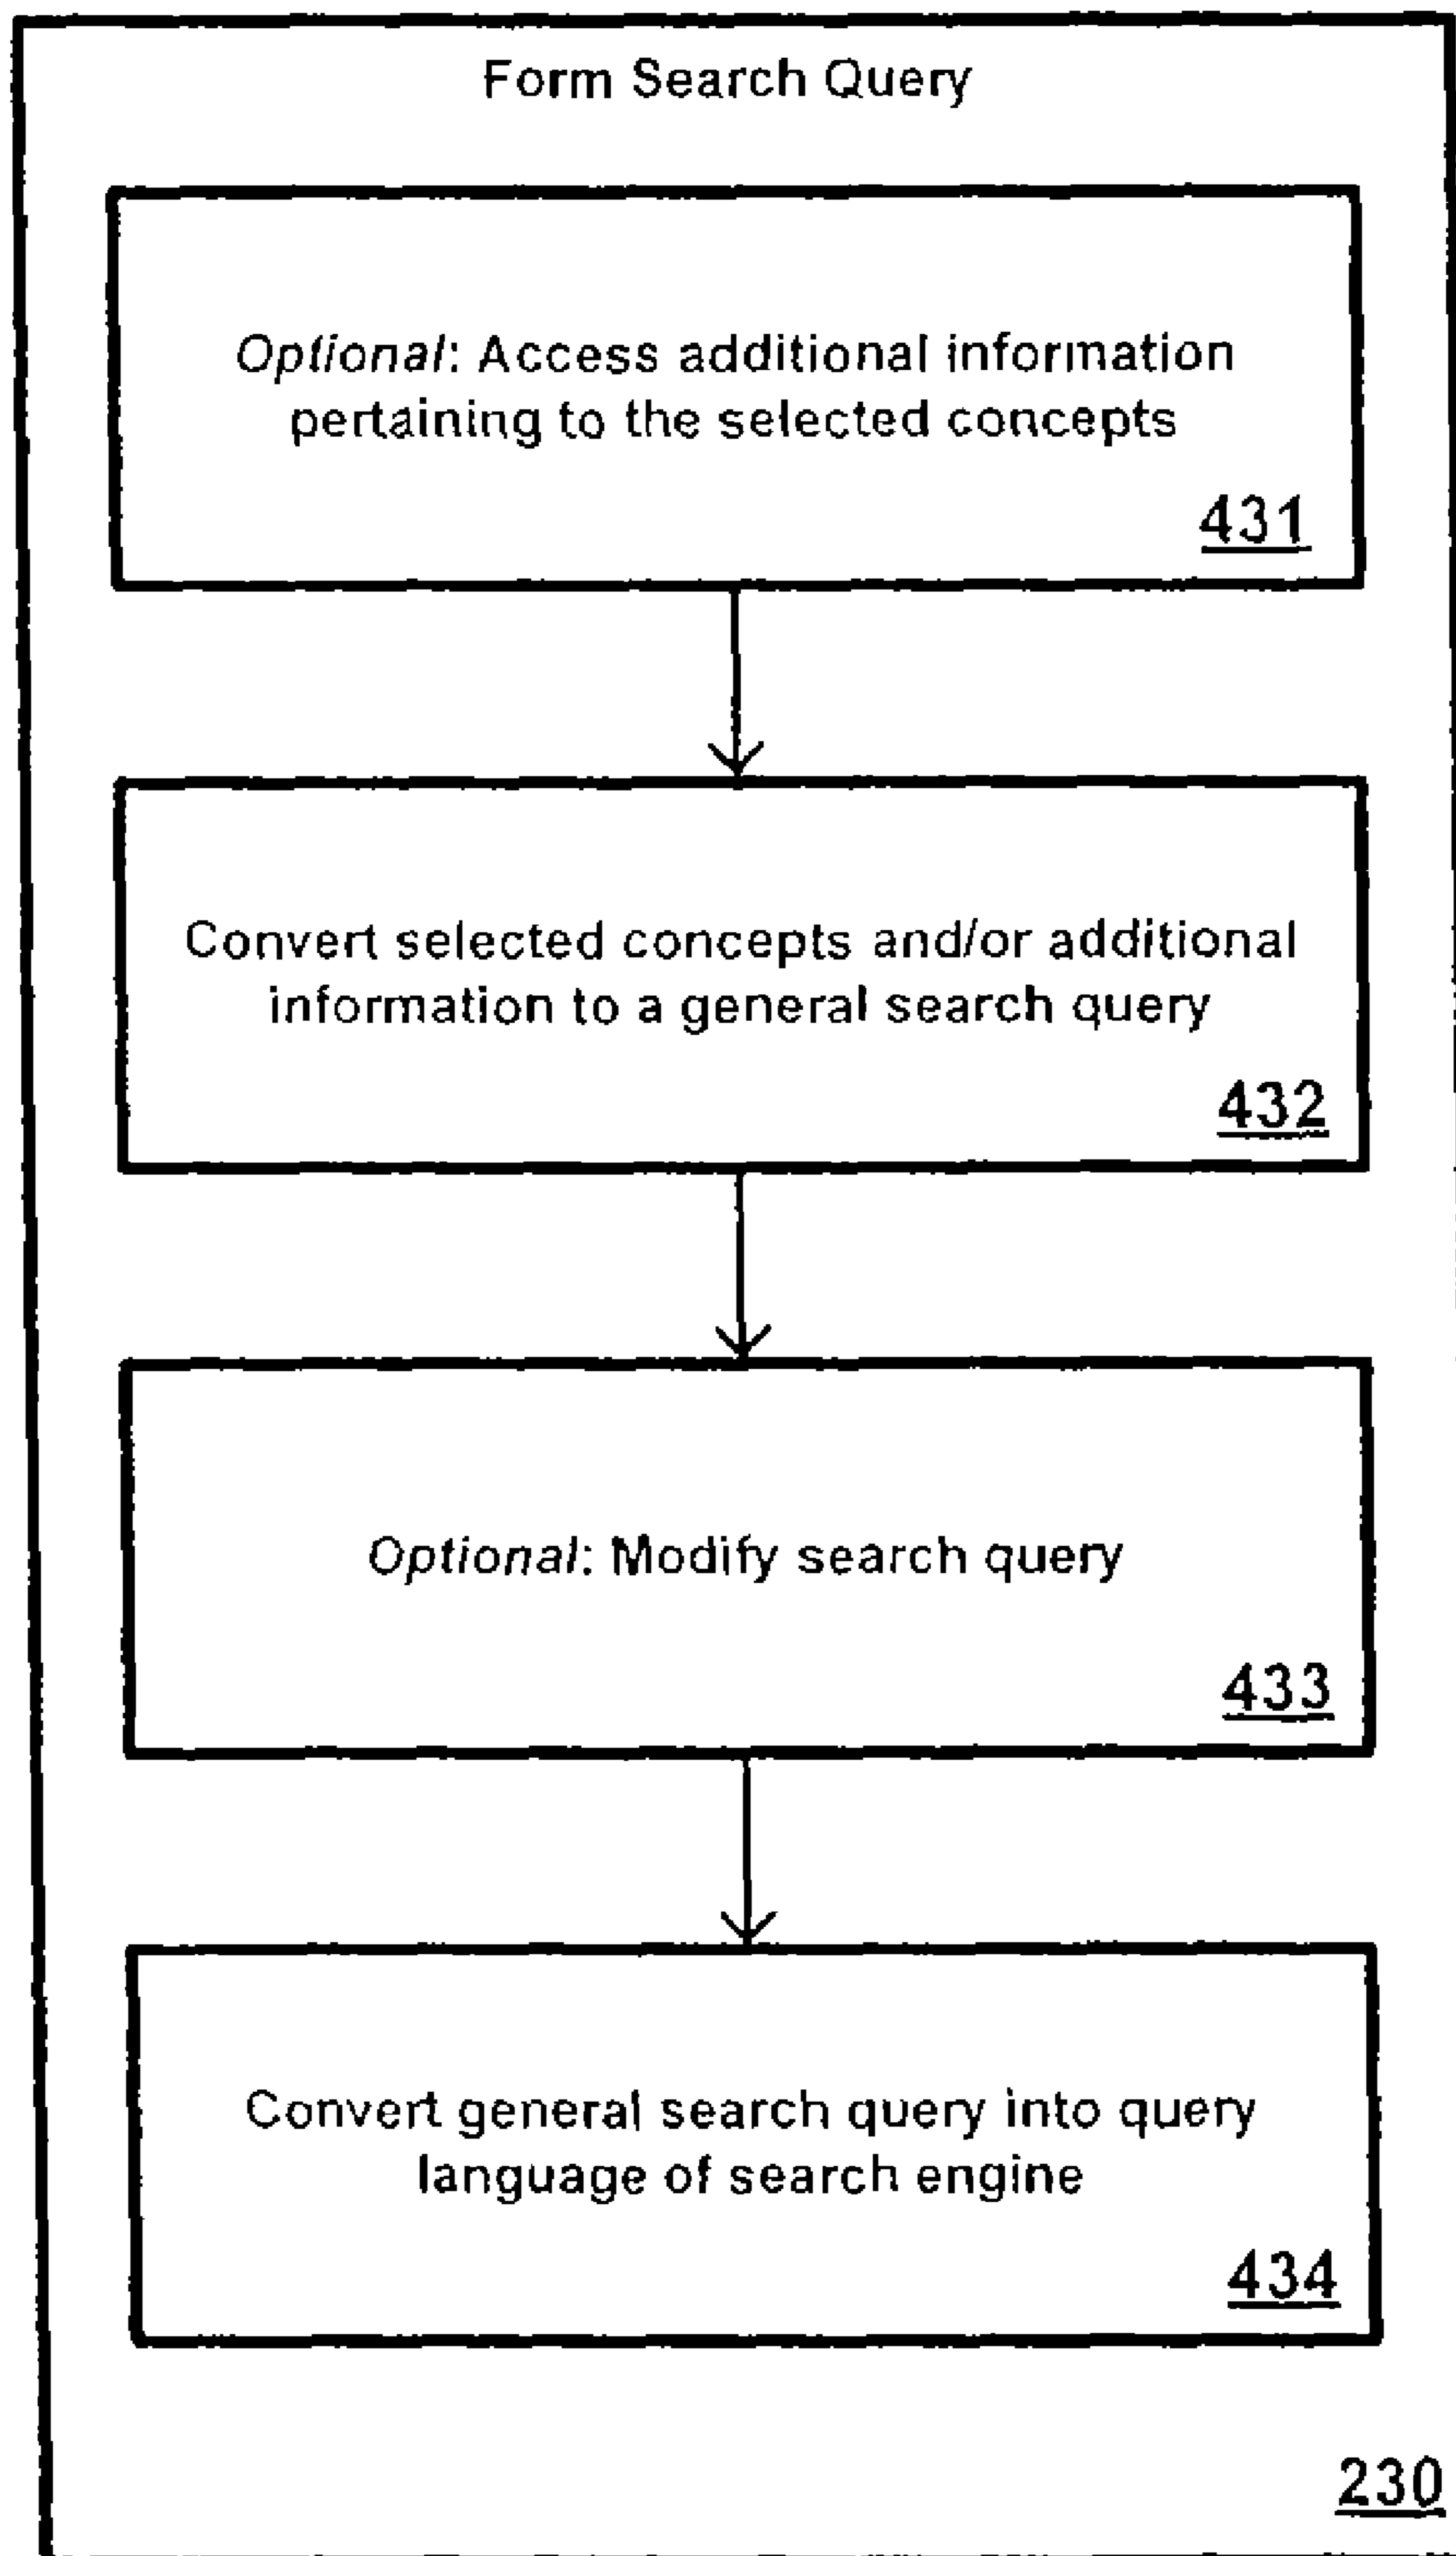 Form Search Query
Optional: Access additional information
pertaining to the selected concepts
431
Convert selected concepts and/or additional
information to a general search query
432
Optional: Modify search query
433
Convert general search query into query
language of search engine
434
230